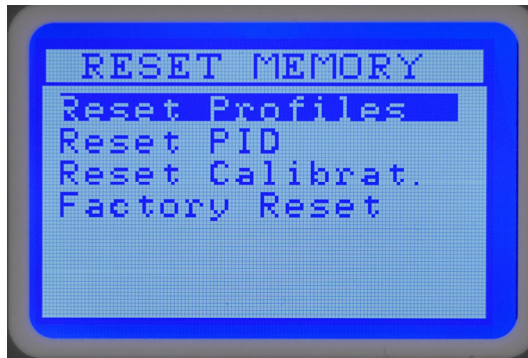 RESET MEMORY
Reset Profiles
Reset PID
Reset Calibrat.
Factory Reset